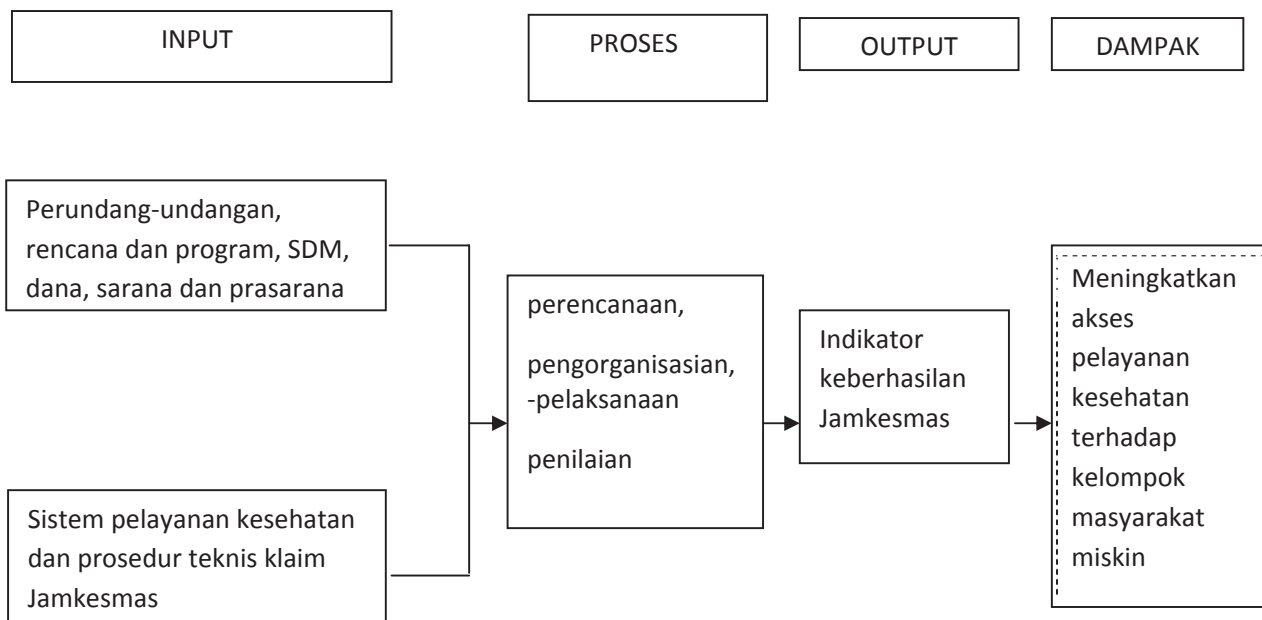 INPUT
PROSES
OUTPUT
DAMPAK
Perundang-undangan,
rencana dan program, SDM,
dana, sarana dan prasarana
Sistem pelayanan kesehatan
dan prosedur teknis klaim
Jamkesmas
perencanaan,
pengorganisasian,
-pelaksanaan
penilaian
Indikator
keberhasilan
Jamkesmas
Meningkatkan
akses
pelayanan
kesehatan
terhadap
kelompok
masyarakat
miskin